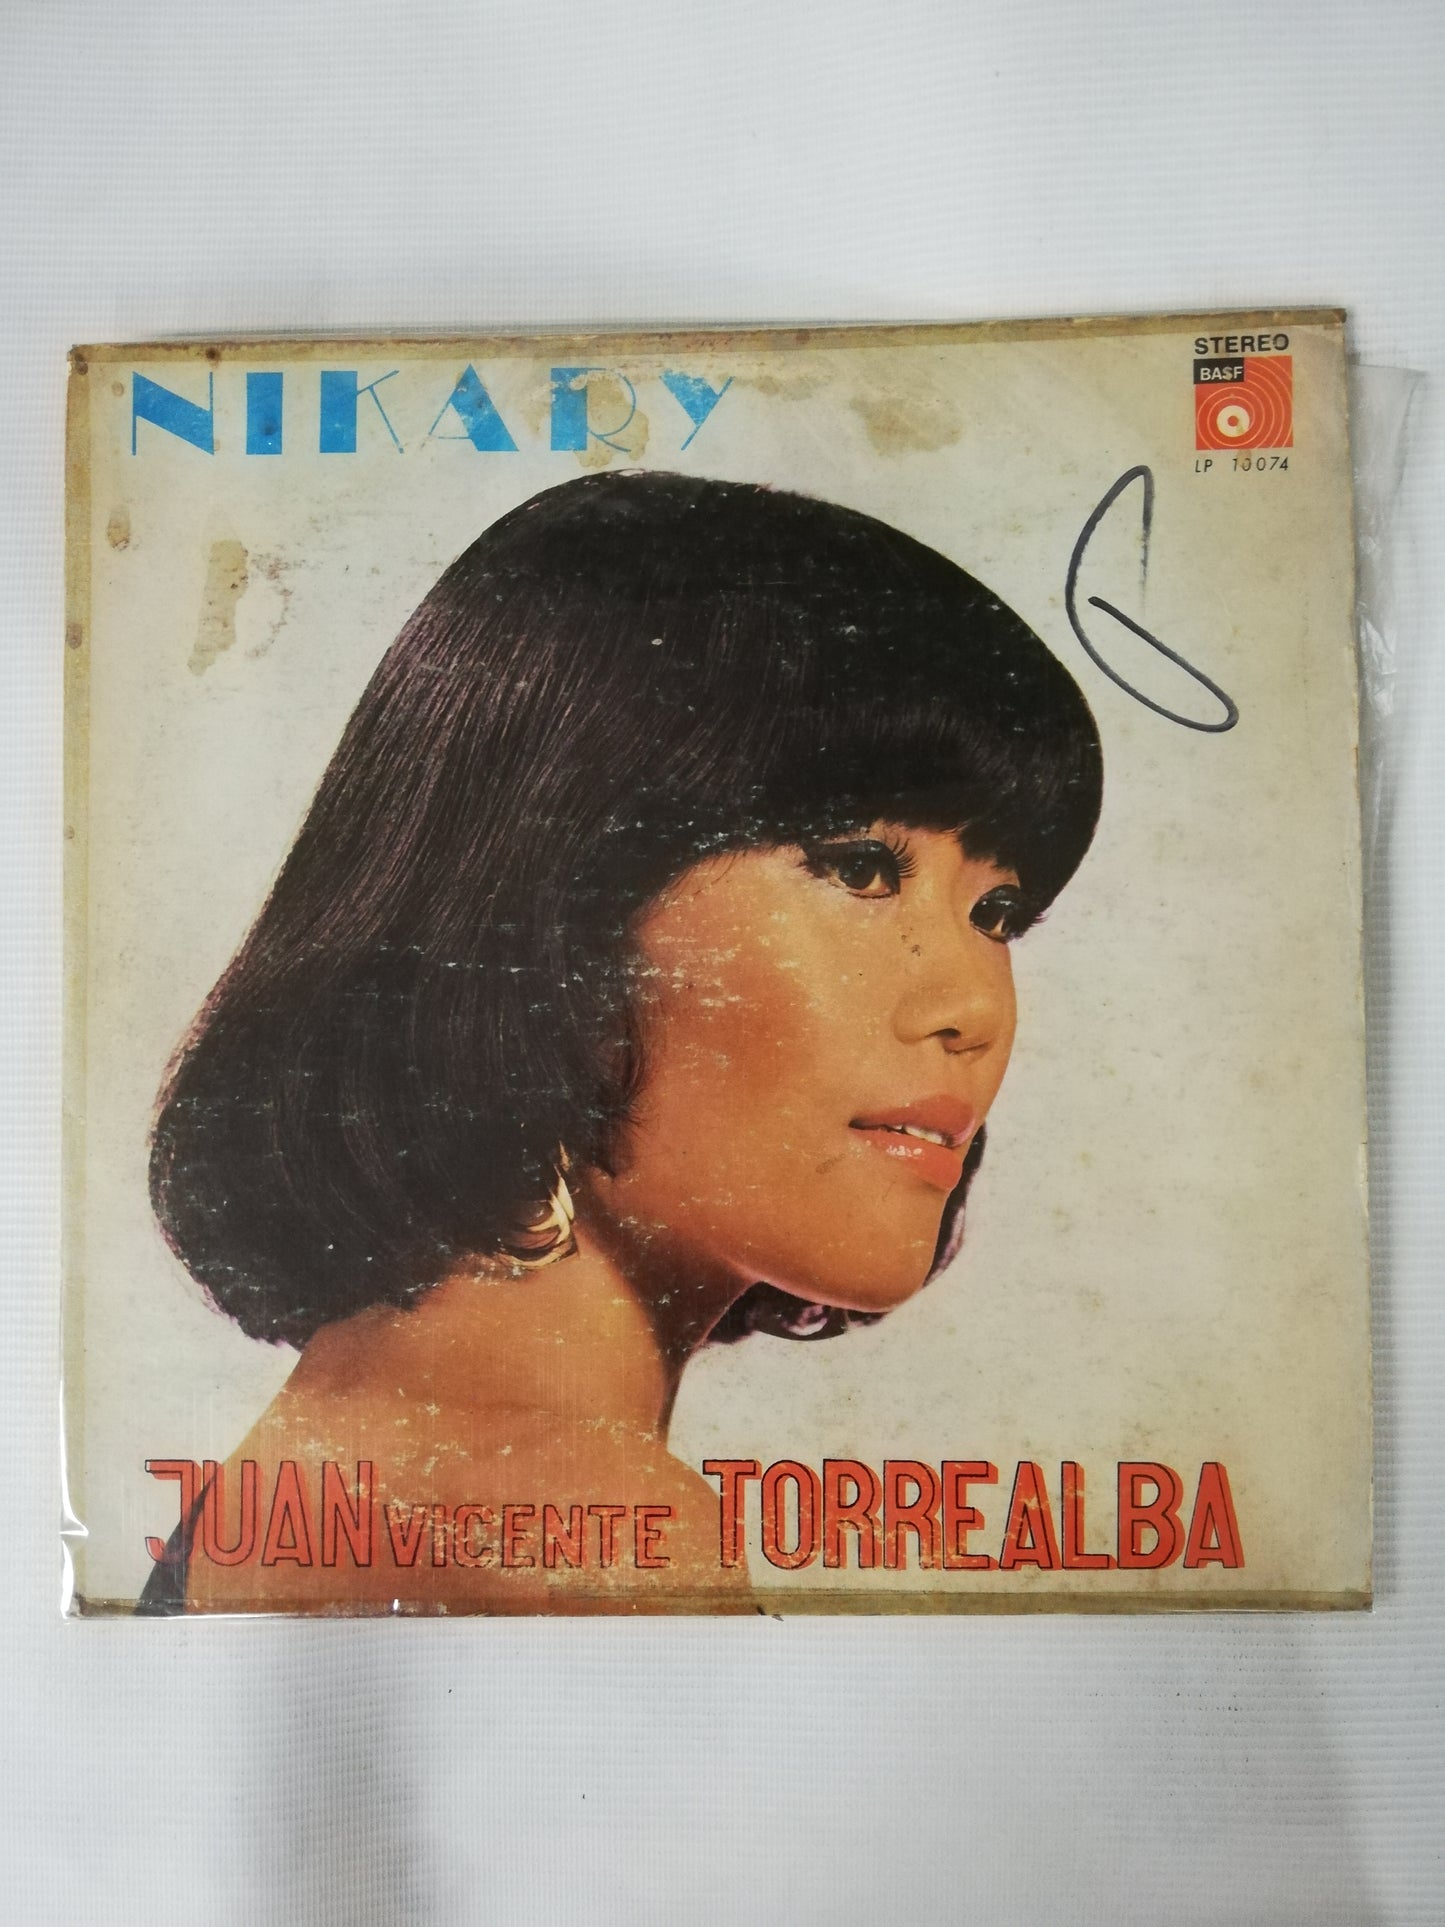 NIKARY
STEREO
BASF
LP 10074
JUAN VICENTE TORREALBA